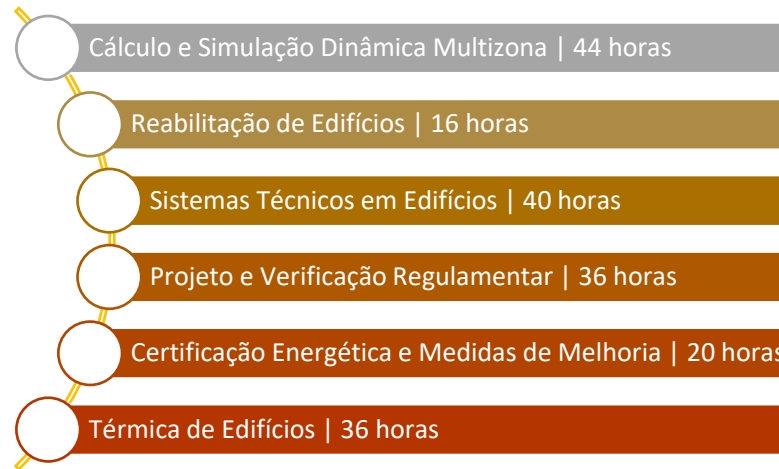 Cálculo e Simulação Dinâmica Multizona | 44 horas
Reabilitação de Edifícios | 16 horas
Sistemas Técnicos em Edifícios | 40 horas
Projeto e Verificação Regulamentar | 36 horas
Certificação Energética e Medidas de Melhoria | 20 horas
Térmica de Edifícios | 36 horas